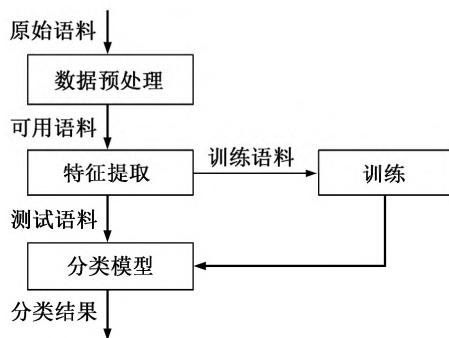 原始语料
数据预处理
可用语料
特征提取
训练语料
训练
测试语料
分类模型
分类结果